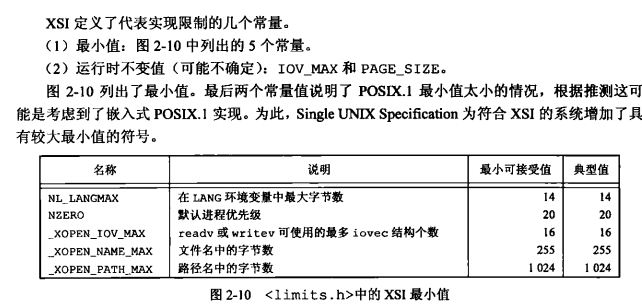 XSI 定义了代表实现限制的几个常量。
（1）最小值：图 2-10 中列出的 5 个常量。
（2）运行时不变值（可能不确定）：IOV_MAX 和 PAGE_SIZE。
图 2-10 列出了最小值。最后两个常量值说明了 POSIX.1 最小值太小的情况，根据推测这可
能是考虑到了嵌入式 POSIX.1 实现。为此，Single UNIX Specification 为符合 XSI 的系统增加了具
有较大最小值的符号。
名称 说明 最小可接受值 典型值
NL_LANGMAX 在 LANG 环境变量中最大字节数 14 14
NZERO 默认进程优先级 20 20
_XOPEN_IOV_MAX readv 或 writev 可使用的最多 iovec 结构个数 16 16
_XOPEN_NAME_MAX 文件名中的字节数 255 255
_XOPEN_PATH_MAX 路径名中的字节数 1 024 1 024
图 2-10 <limits.h>中的 XSI 最小值